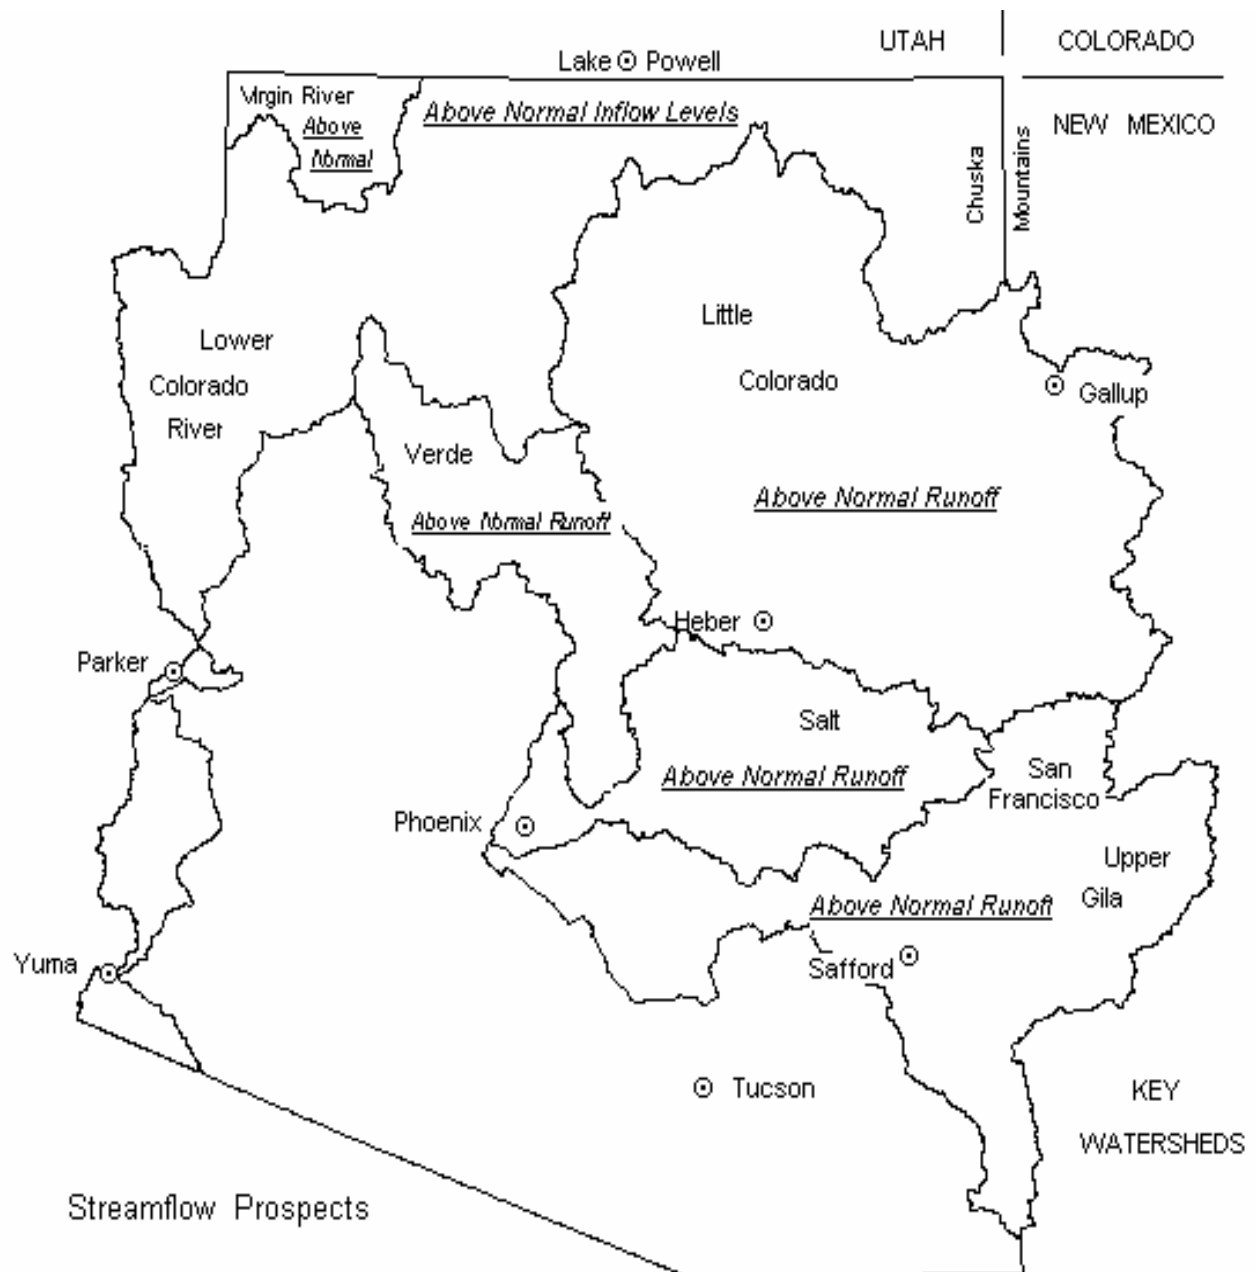 UTAH
COLORADO
Lake Powell
Virgin River
Above
Normal
Above Normal Inflow Levels
NEW MEXICO
Chuska
Mountains
Little
Colorado
Lower
Colorado
River
Gallup
Verde
Above Normal Runoff
Above Normal Runoff
Heber
Parker
Salt
Above Normal Runoff
San
Francisco
Phoenix
Upper
Gila
Above Normal Runoff
Yuma
Safford
Tucson
KEY
WATERSHEDS
Streamflow Prospects